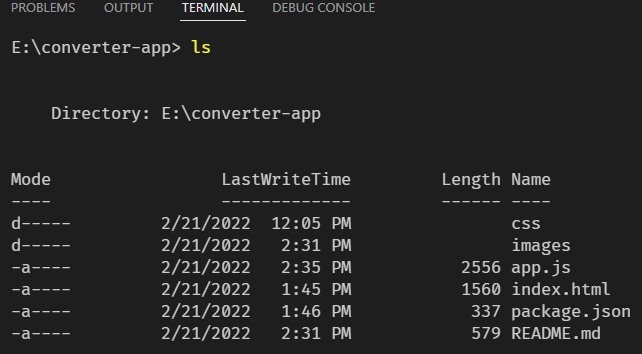 PROBLEMS OUTPUT TERMINAL DEBUG CONSOLE
E:\converter-app> ls
Directory: E:\converter-app
Mode LastWriteTime Length Name
---- ------------- ------ ----
d----- 2/21/2022 12:05 PM css
d----- 2/21/2022 2:31 PM images
-a---- 2/21/2022 2:35 PM 2556 app.js
-a---- 2/21/2022 1:45 PM 1560 index.html
-a---- 2/21/2022 1:46 PM 337 package.json
-a---- 2/21/2022 2:31 PM 579 README.md